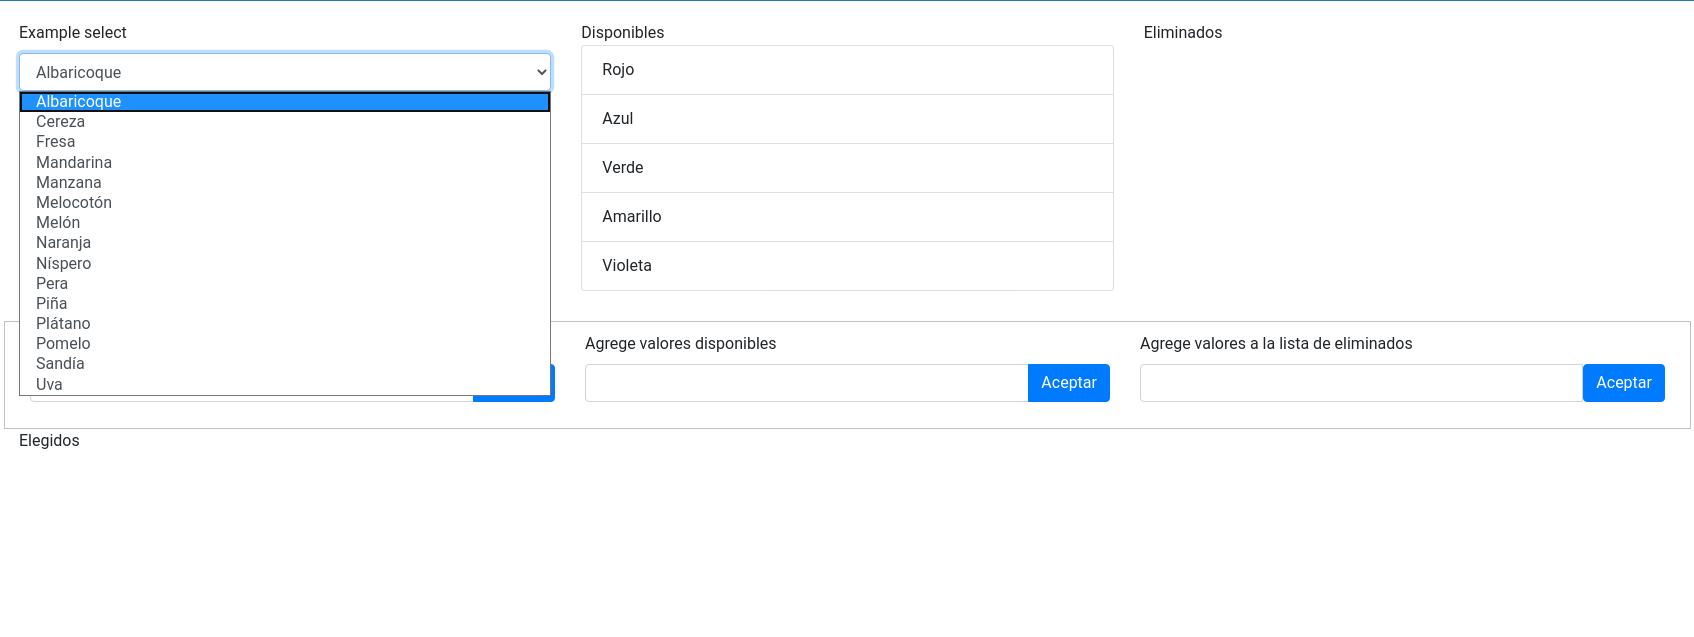 Example select
Albaricoque
Albaricoque
Cereza
Fresa
Mandarina
Manzana
Melocotón
Melón
Naranja
Níspero
Pera
Piña
Plátano
Pomelo
Sandía
Uva
Disponibles
Rojo
Azul
Verde
Amarillo
Violeta
Eliminados
Agrege valores disponibles
Aceptar
Agrege valores a la lista de eliminados
Aceptar
Elegidos